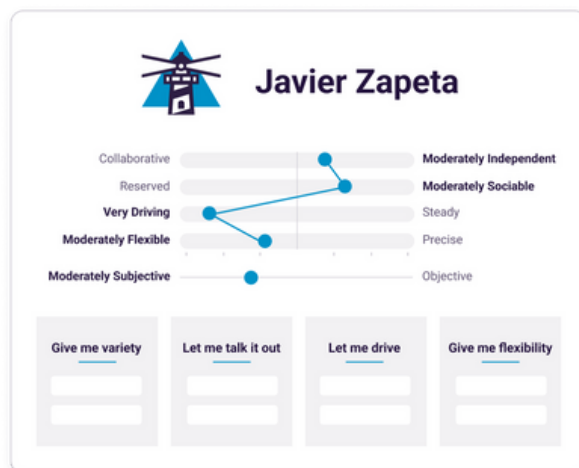 Javier Zapeta
Collaborative
Moderately Independent
Reserved
Moderately Sociable
Very Driving
Steady
Moderately Flexible
Precise
Moderately Subjective
Objective
Give me variety
Let me talk it out
Let me drive
Give me flexibility